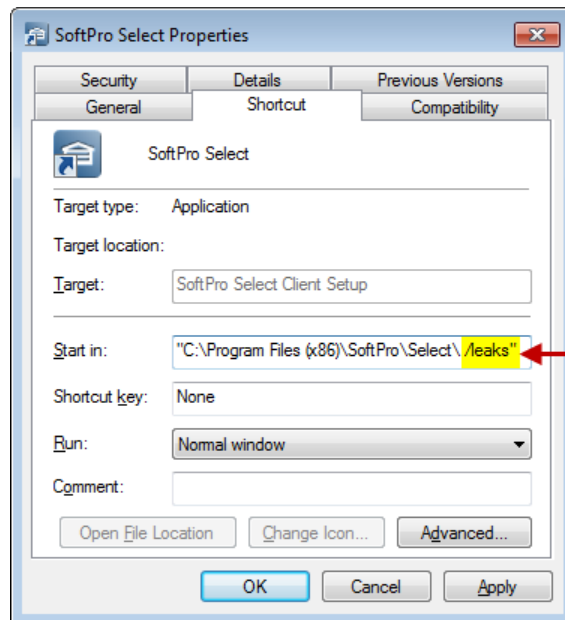 SoftPro Select Properties
Security Details Previous Versions
General Shortcut Compatibility
SoftPro Select
Target type: Application
Target location:
Target: SoftPro Select Client Setup
Start in: "C:\Program Files (x86)\SoftPro\Select\ /leaks"
Shortcut key: None
Run: Normal window
Comment:
Open File Location Change Icon... Advanced...
OK Cancel Apply